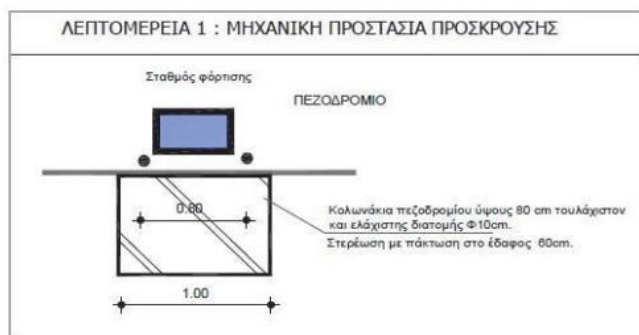 ΛΕΠΤΟΜΕΡΕΙΑ 1 : ΜΗΧΑΝΙΚΗ ΠΡΟΣΤΑΣΙΑ ΠΡΟΣΚΡΟΥΣΗΣ
Σταθμός φόρτισης
ΠΕΖΟΔΡΟΜΙΟ
0.80
Κολωνάκια πεζοδρομίου ύψους 80 cm τουλάχιστον
και ελάχιστης διατομής Φ10cm.
Στερέωση με πάκτωση στο έδαφος 60cm.
1.00